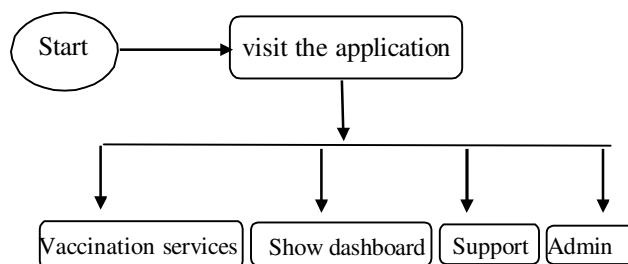 Start
visit the application
Vaccination services
Show dashboard
Support
Admin